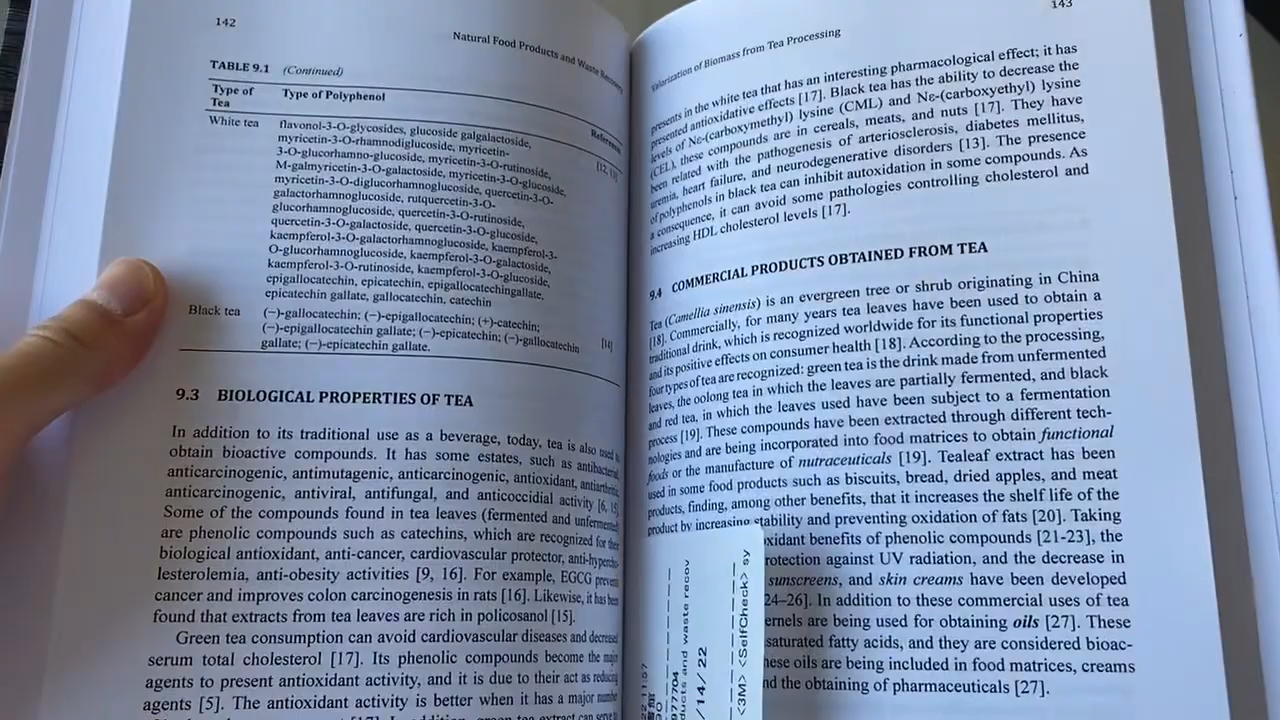 142
Natural Food Products and Waste Recovery
TABLE 9.1 (Continued)
Type of Tea
Type of Polyphenol
Reference
White tea
flavonol-3-O-glycosides, glucoside galgalactoside,
myricetin-3-O-rhamnodiglucoside, myricetin-
3-O-glucorhamno-glucoside, myricetin-3-O-rutinoside,
M-galmyricetin-3-O-galactoside, myricetin-3-O-glucoside,
myricetin-3-O-diglucorhamnoglucoside, quercetin-3-O-
galactorhamnoglucoside, rutquercetin-3-O-
glucorhamnoglucoside, quercetin-3-O-rutinoside,
quercetin-3-O-galactoside, quercetin-3-O-glucoside,
kaempferol-3-O-galactorhamnoglucoside, kaempferol-3-
O-glucorhamnoglucoside, kaempferol-3-O-galactoside,
kaempferol-3-O-rutinoside, kaempferol-3-O-glucoside,
epigallocatechin, epicatechin, epigallocatechingallate,
epicatechin gallate, gallocatechin, catechin
Black tea
(−)-gallocatechin; (−)-epigallocatechin; (+)-catechin;
(−)-epigallocatechin gallate; (−)-epicatechin; (−)-gallocatechin
gallate; (−)-epicatechin gallate.
[14]
9.3 BIOLOGICAL PROPERTIES OF TEA
In addition to its traditional use as a beverage, today, tea is also used to
obtain bioactive compounds. It has some estates, such as antibacterial,
anticarcinogenic, antimutagenic, anticarcinogenic, antioxidant, antiarthritic,
anticarcinogenic, antiviral, antifungal, and anticoccidial activity [6, 15].
Some of the compounds found in tea leaves (fermented and unfermented)
are phenolic compounds such as catechins, which are recognized for their
biological antioxidant, anti-cancer, cardiovascular protector, anti-hypercho-
lesterolemia, anti-obesity activities [9, 16]. For example, EGCG prevents
cancer and improves colon carcinogenesis in rats [16]. Likewise, it has been
found that extracts from tea leaves are rich in policosanol [15].
Green tea consumption can avoid cardiovascular diseases and decreased
serum total cholesterol [17]. Its phenolic compounds become the major
agents to present antioxidant activity, and it is due to their act as reducing
agents [5]. The antioxidant activity is better when it has a major number
[17]. In addition, green tea extract can serve
143
Valorization of Biomass from Tea Processing
presents in the white tea that has an interesting pharmacological effect; it has
presented antioxidative effects [17]. Black tea has the ability to decrease the
levels of Nε-(carboxymethyl) lysine (CML) and Nε-(carboxyethyl) lysine
(CEL), these compounds are in cereals, meats, and nuts [17]. They have
been related with the pathogenesis of arteriosclerosis, diabetes mellitus,
uremia, heart failure, and neurodegenerative disorders [13]. The presence
of polyphenols in black tea can inhibit autoxidation in some compounds. As
a consequence, it can avoid some pathologies controlling cholesterol and
increasing HDL cholesterol levels [17].
9.4 COMMERCIAL PRODUCTS OBTAINED FROM TEA
Tea (Camellia sinensis) is an evergreen tree or shrub originating in China
[18]. Commercially, for many years tea leaves have been used to obtain a
traditional drink, which is recognized worldwide for its functional properties
and its positive effects on consumer health [18]. According to the processing,
four types of tea are recognized: green tea is the drink made from unfermented
leaves, the oolong tea in which the leaves are partially fermented, and black
and red tea, in which the leaves used have been subject to a fermentation
process [19]. These compounds have been extracted through different tech-
nologies and are being incorporated into food matrices to obtain functional
foods or the manufacture of nutraceuticals [19]. Tealeaf extract has been
used in some food products such as biscuits, bread, dried apples, and meat
products, finding, among other benefits, that it increases the shelf life of the
product by increasing stability and preventing oxidation of fats [20]. Taking
xidant benefits of phenolic compounds [21-23], the
rotection against UV radiation, and the decrease in
sunscreens, and skin creams have been developed
24–26]. In addition to these commercial uses of tea
ernels are being used for obtaining oils [27]. These
saturated fatty acids, and they are considered bioac-
hese oils are being included in food matrices, creams
nd the obtaining of pharmaceuticals [27].
22 11:57
977704
ducts and waste recov
/14/ 22
<3M> <SelfCheck> sy